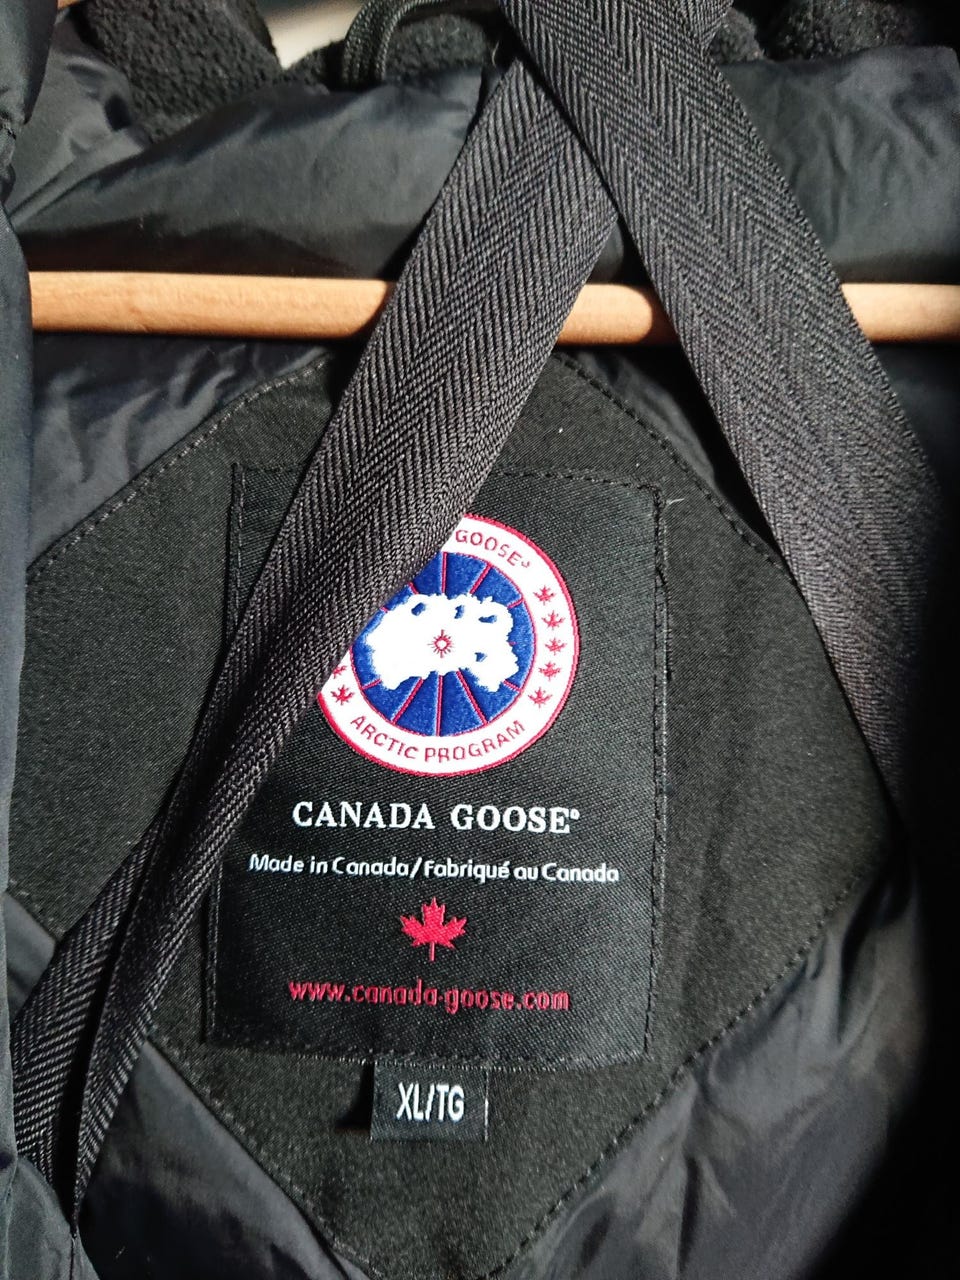 GOOSE®
ARCTIC PROGRAM
CANADA GOOSE®
Made in Canada/Fabriqué au Canada
www.canada-goose.com
XL/TG